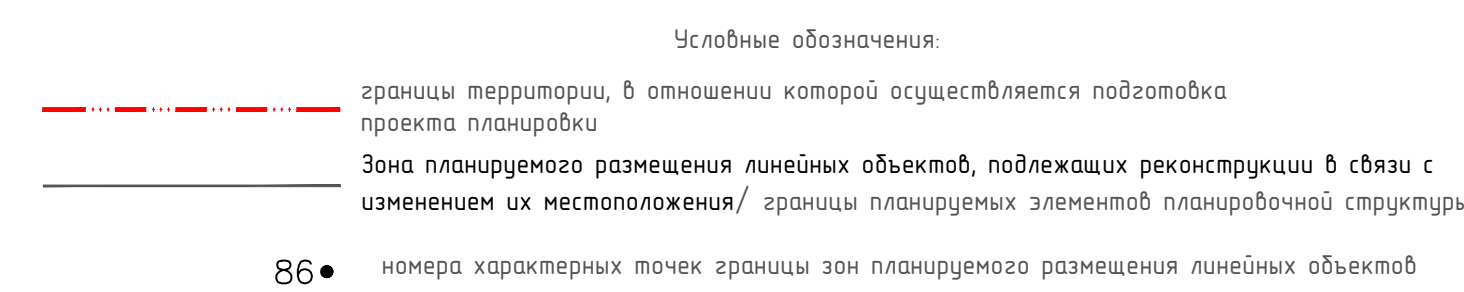 Условные обозначения:
границы территории, в отношении которой осуществляется подготовка
проекта планировки
Зона планируемого размещения линейных объектов, подлежащих реконструкции в связи с
изменением их местоположения/ границы планируемых элементов планировочной структуры
86● номера характерных точек границы зон планируемого размещения линейных объектов